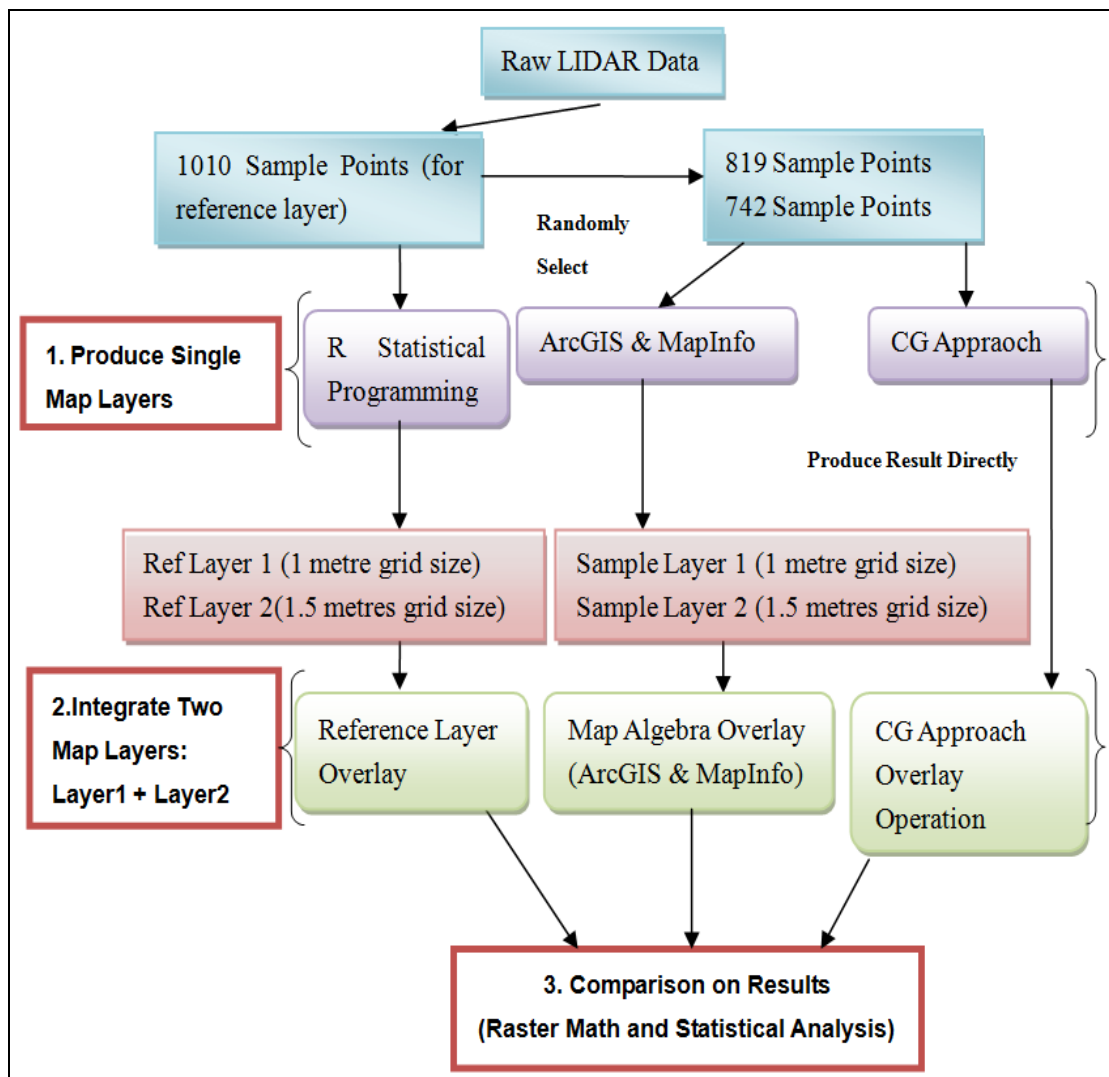 Raw LIDAR Data
1010 Sample Points (for
reference layer)
819 Sample Points
742 Sample Points
Randomly
Select
1. Produce Single
Map Layers
R Statistical
Programming
ArcGIS & MapInfo
CG Appraoch
Produce Result Directly
Ref Layer 1 (1 metre grid size)
Ref Layer 2(1.5 metres grid size)
Sample Layer 1 (1 metre grid size)
Sample Layer 2 (1.5 metres grid size)
2.Integrate Two
Map Layers:
Layer1 + Layer2
Reference Layer
Overlay
Map Algebra Overlay
(ArcGIS & MapInfo)
CG Approach
Overlay
Operation
3. Comparison on Results
(Raster Math and Statistical Analysis)